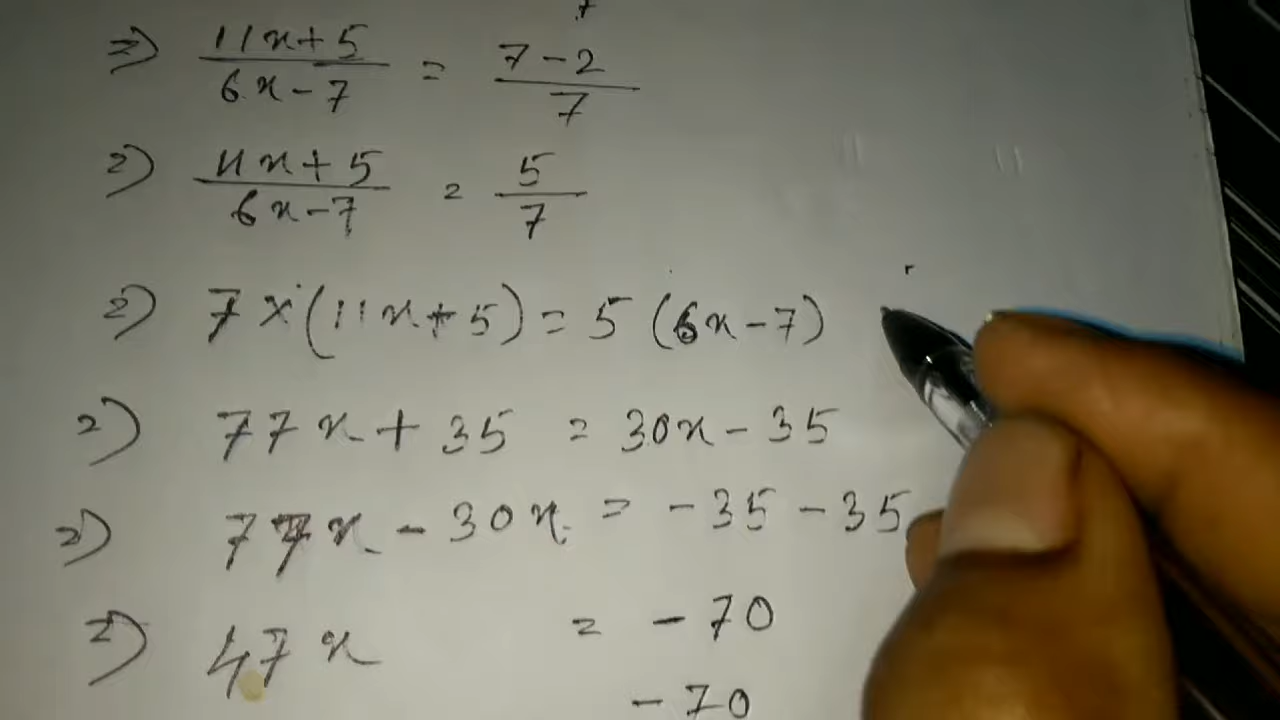 ⇒) (11x+5)/(6x-7) = (7-2)/7
⇒) (11x+5)/(6x-7) = 5/7
⇒) 7×(11x+5) = 5(6x-7)
⇒) 77x+35 = 30x-35
⇒) 77x-30x = -35-35
⇒) 47x = -70
-70